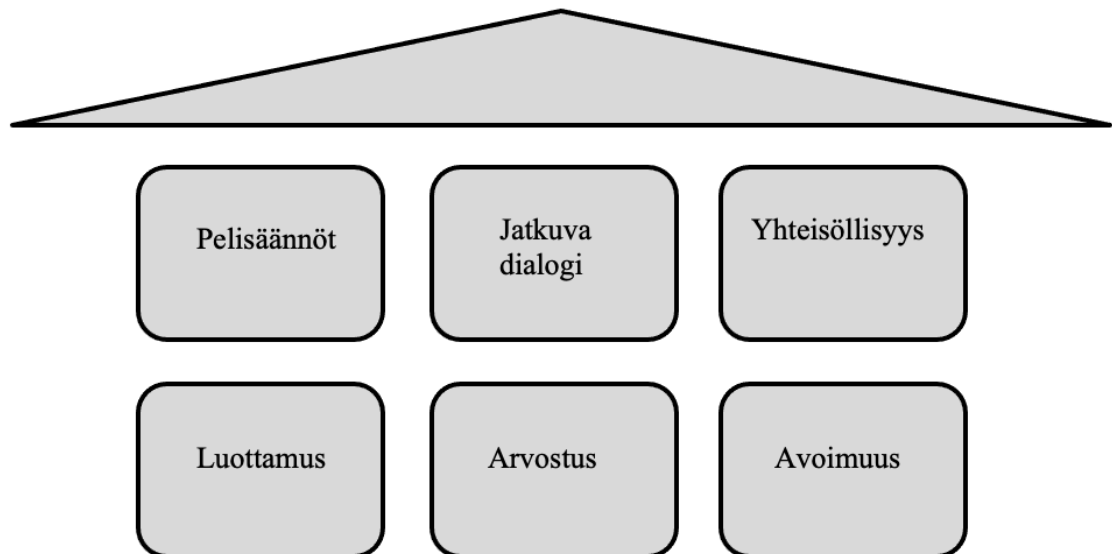 Pelisäännöt
Jatkuva
dialogi
Yhteisöllisyys
Luottamus
Arvostus
Avoimuus